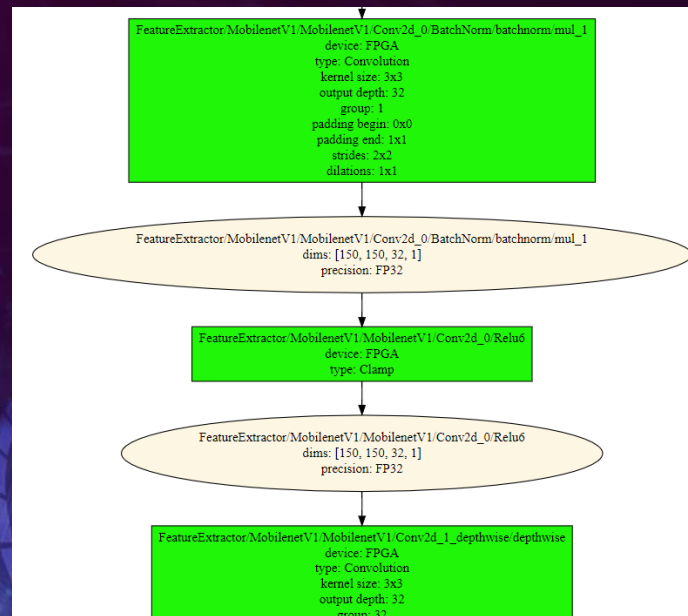 FeatureExtractor/MobilenetV1/MobilenetV1/Conv2d_0/BatchNorm/batchnorm/mul_1
device: FPGA
type: Convolution
kernel size: 3x3
output depth: 32
group: 1
padding begin: 0x0
padding end: 1x1
strides: 2x2
dilations: 1x1
FeatureExtractor/MobilenetV1/MobilenetV1/Conv2d_0/BatchNorm/batchnorm/mul_1
dims: [150, 150, 32, 1]
precision: FP32
FeatureExtractor/MobilenetV1/MobilenetV1/Conv2d_0/Relu6
device: FPGA
type: Clamp
FeatureExtractor/MobilenetV1/MobilenetV1/Conv2d_0/Relu6
dims: [150, 150, 32, 1]
precision: FP32
FeatureExtractor/MobilenetV1/MobilenetV1/Conv2d_1_depthwise/depthwise
device: FPGA
type: Convolution
kernel size: 3x3
output depth: 32
group: 32